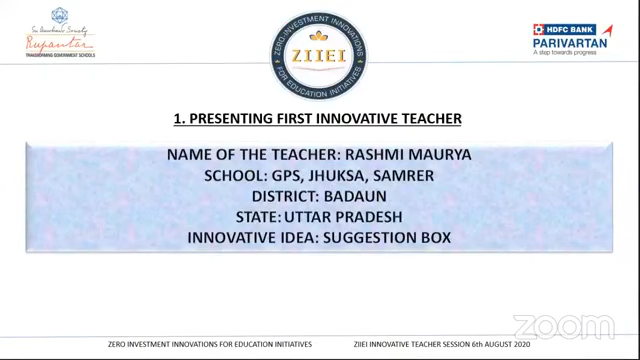 Sri Aurobindo Society
Rupantar
TRANSFORMING GOVERNMENT SCHOOLS
ZERO-INVESTMENT INNOVATIONS
ZIIEI
FOR EDUCATION INITIATIVES
HDFC BANK
PARIVARTAN
A step towards progress
1. PRESENTING FIRST INNOVATIVE TEACHER
NAME OF THE TEACHER: RASHMI MAURYA
SCHOOL: GPS, JHUKSA, SAMRER
DISTRICT: BADAUN
STATE: UTTAR PRADESH
INNOVATIVE IDEA: SUGGESTION BOX
zoom
ZERO INVESTMENT INNOVATIONS FOR EDUCATION INITIATIVES
ZIIEI INNOVATIVE TEACHER SESSION 6th AUGUST 2020